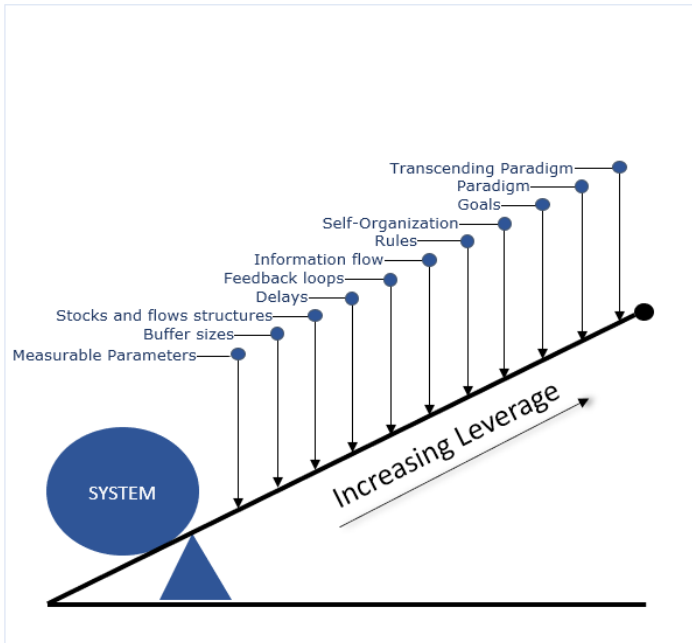 Transcending Paradigm
Paradigm
Goals
Self-Organization
Rules
Information flow
Feedback loops
Delays
Stocks and flows structures
Buffer sizes
Measurable Parameters
SYSTEM
Increasing Leverage